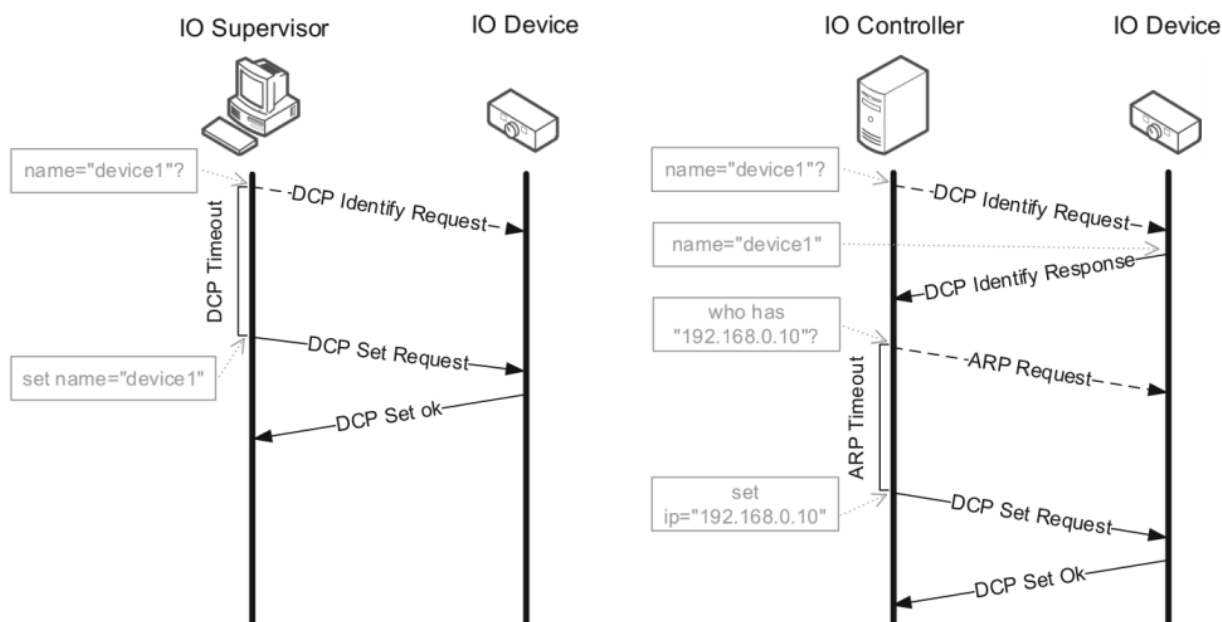 IO Supervisor
IO Device
name="device1"?
DCP Identify Request
DCP Timeout
DCP Set Request
set name="device1"
DCP Set ok
IO Controller
IO Device
name="device1"?
DCP Identify Request
name="device1"
DCP Identify Response
who has
"192.168.0.10"?
ARP Request
ARP Timeout
set
ip="192.168.0.10"
DCP Set Request
DCP Set Ok